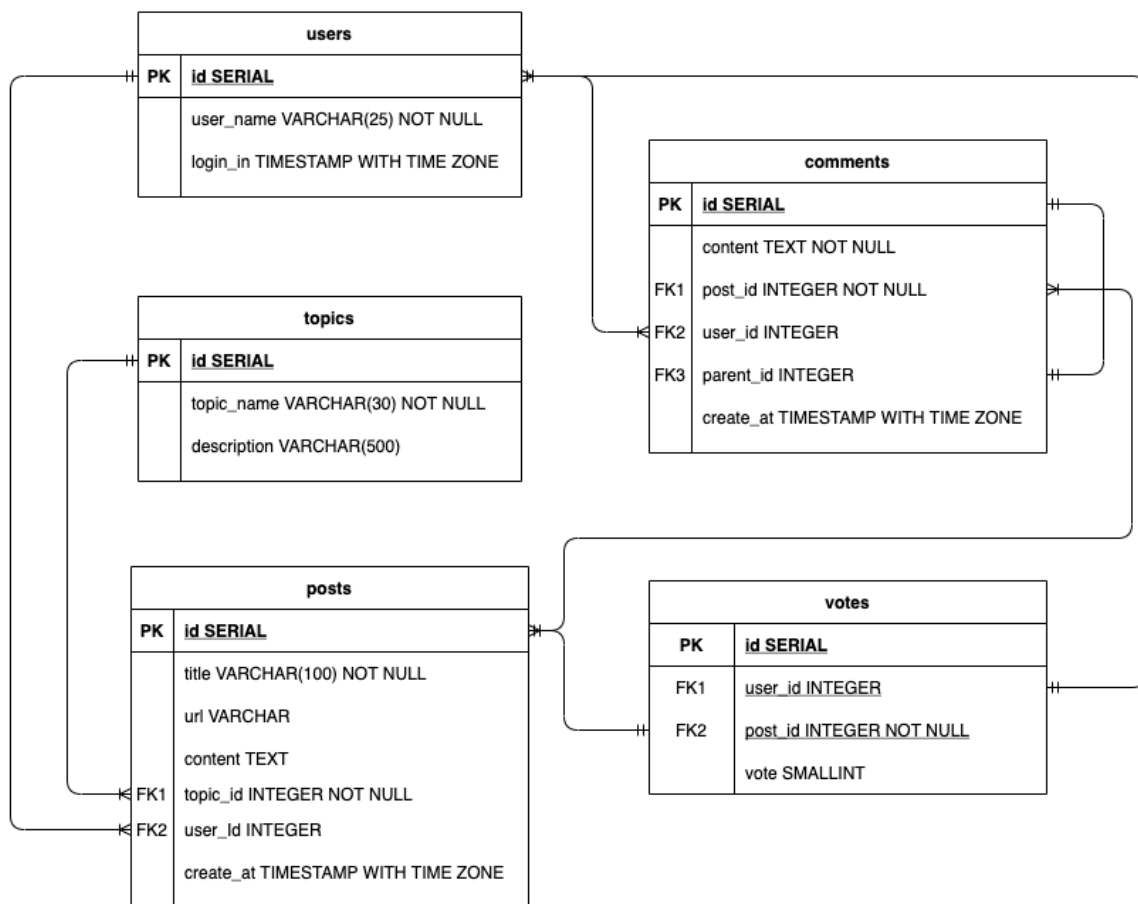 users
PK id SERIAL
user_name VARCHAR(25) NOT NULL
login_in TIMESTAMP WITH TIME ZONE
comments
PK id SERIAL
content TEXT NOT NULL
FK1 post_id INTEGER NOT NULL
FK2 user_id INTEGER
FK3 parent_id INTEGER
create_at TIMESTAMP WITH TIME ZONE
topics
PK id SERIAL
topic_name VARCHAR(30) NOT NULL
description VARCHAR(500)
posts
PK id SERIAL
title VARCHAR(100) NOT NULL
url VARCHAR
content TEXT
FK1 topic_id INTEGER NOT NULL
FK2 user_Id INTEGER
create_at TIMESTAMP WITH TIME ZONE
votes
PK id SERIAL
FK1 user_id INTEGER
FK2 post_id INTEGER NOT NULL
vote SMALLINT